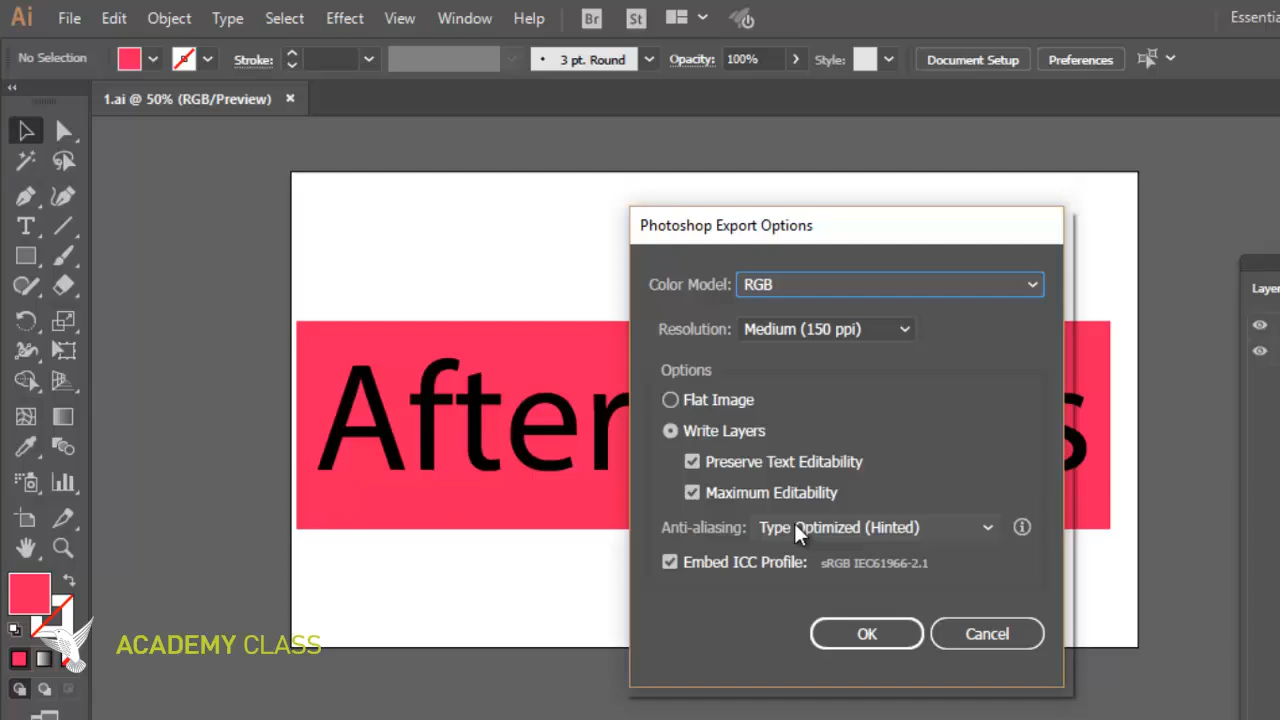 Ai File Edit Object Type Select Effect View Window Help Br St Essentia
No Selection Stroke: 3 pt. Round Opacity: 100% Style: Document Setup Preferences
1.ai @ 50% (RGB/Preview)
Photoshop Export Options
Color Model: RGB
Layer
Resolution: Medium (150 ppi)
Options
Flat Image
Write Layers
After s
Preserve Text Editability
Maximum Editability
Anti-aliasing: Type Optimized (Hinted)
Embed ICC Profile: sRGB IEC61966-2.1
OK Cancel
ACADEMY CLASS